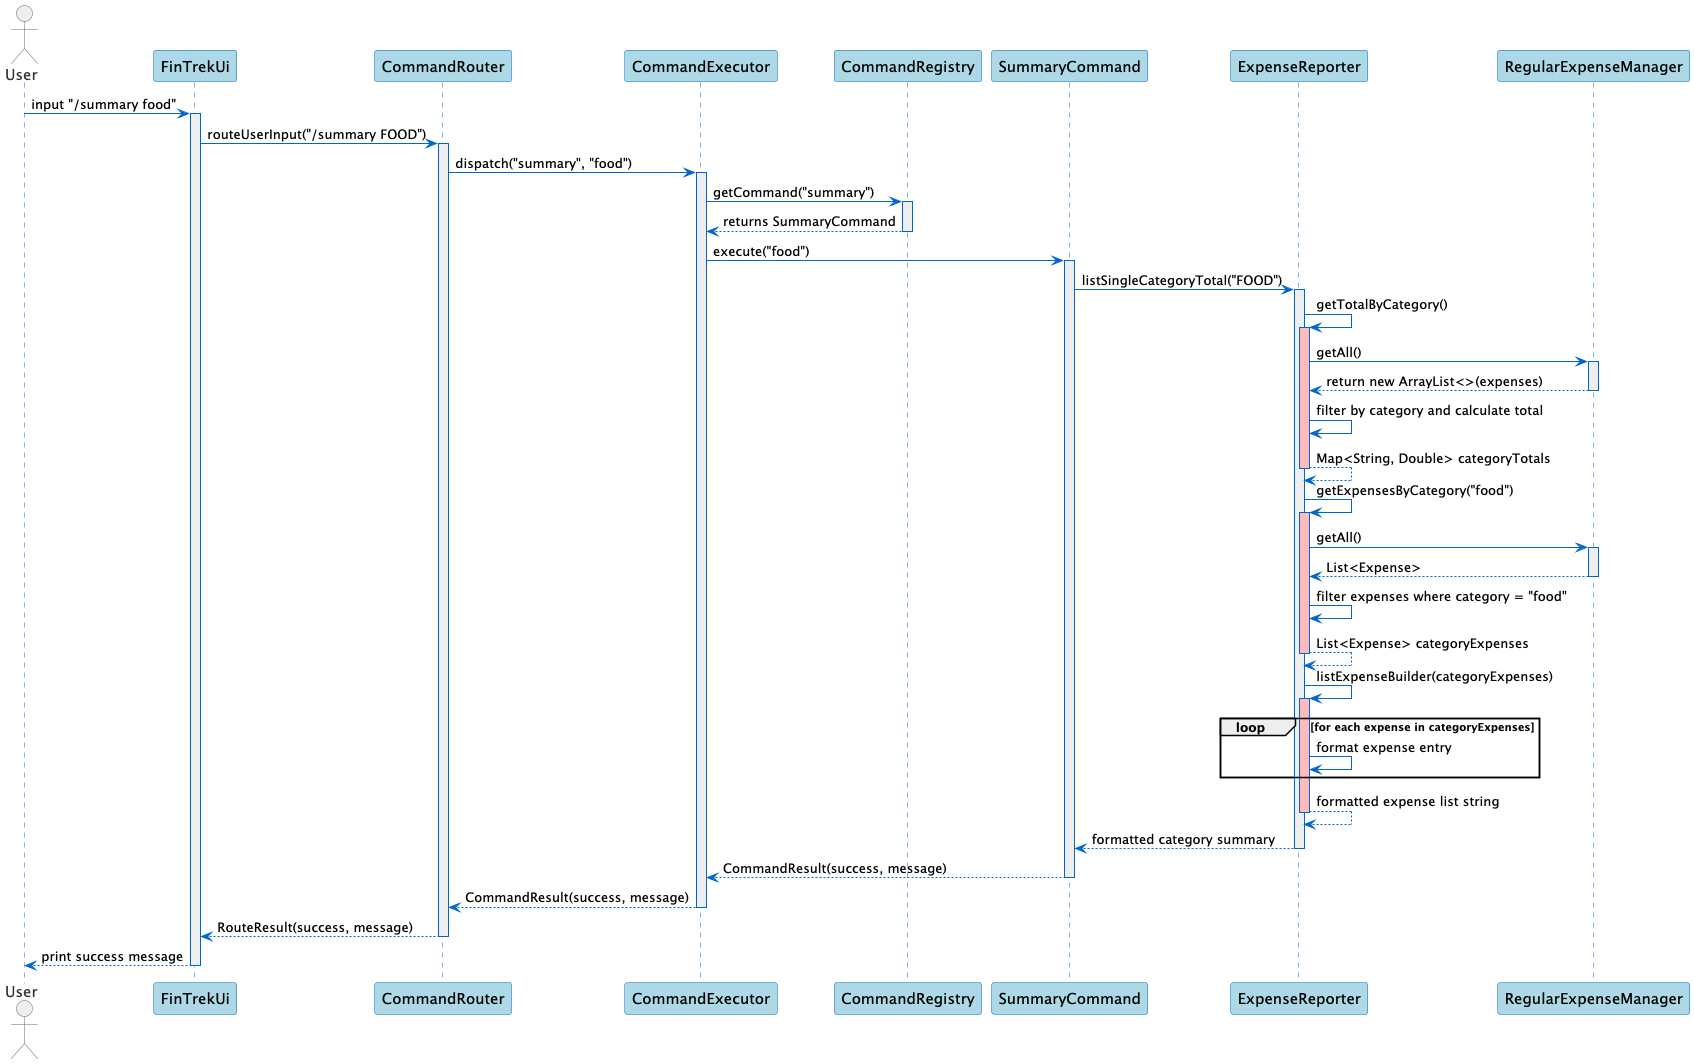 User
FinTrekUi
CommandRouter
CommandExecutor
CommandRegistry
SummaryCommand
ExpenseReporter
RegularExpenseManager
input "/summary food"
routeUserInput("/summary FOOD")
dispatch("summary", "food")
getCommand("summary")
returns SummaryCommand
execute("food")
listSingleCategoryTotal("FOOD")
getTotalByCategory()
getAll()
return new ArrayList<>(expenses)
filter by category and calculate total
Map<String, Double> categoryTotals
getExpensesByCategory("food")
getAll()
List<Expense>
filter expenses where category = "food"
List<Expense> categoryExpenses
listExpenseBuilder(categoryExpenses)
loop
[for each expense in categoryExpenses]
format expense entry
formatted expense list string
formatted category summary
CommandResult(success, message)
CommandResult(success, message)
RouteResult(success, message)
print success message
User
FinTrekUi
CommandRouter
CommandExecutor
CommandRegistry
SummaryCommand
ExpenseReporter
RegularExpenseManager